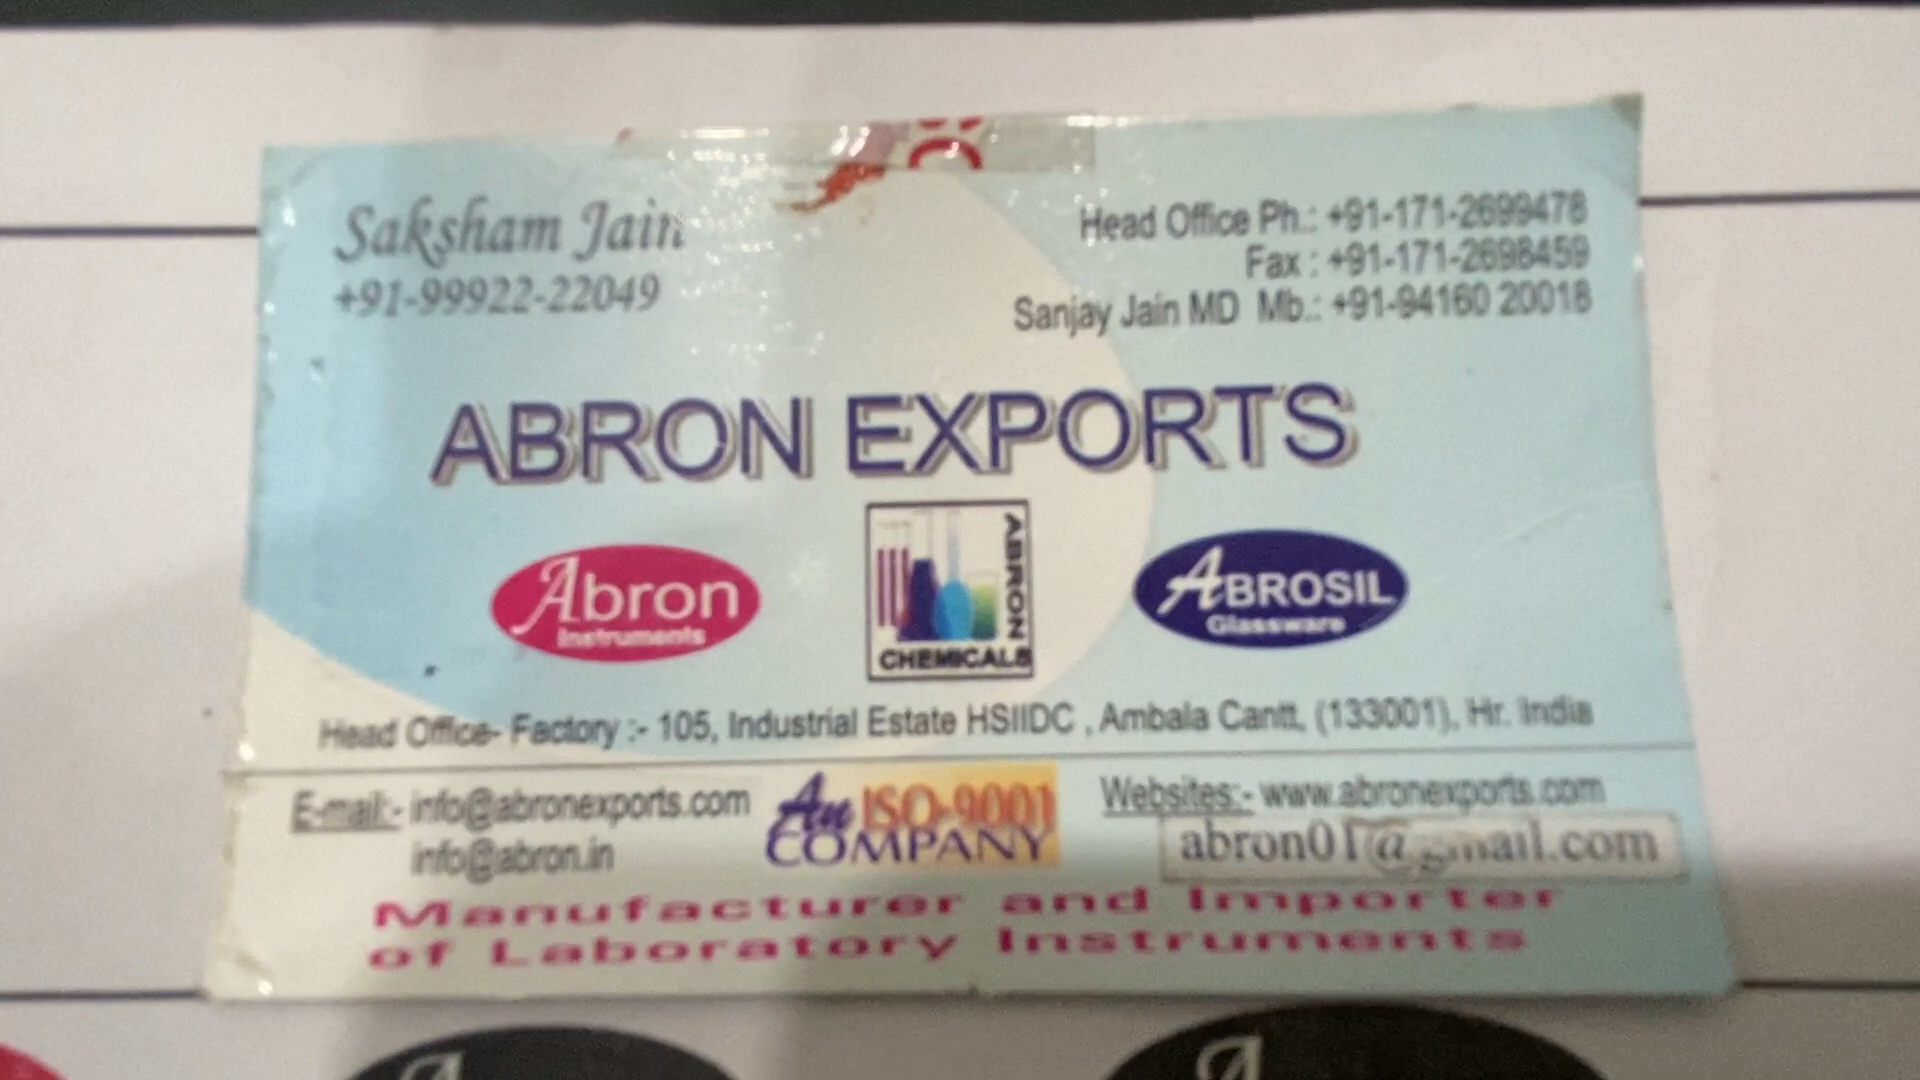 Saksham Jain
+91-99922-22049
Head Office Ph.: +91-171-2699478
Fax : +91-171-2698459
Sanjay Jain MD Mb.: +91-94160 20018
ABRON EXPORTS
Abron
Instruments
ABRON
CHEMICALS
ABROSIL
Glassware
Head Office- Factory :- 105, Industrial Estate HSIIDC , Ambala Cantt, (133001), Hr. India
E-mail:- info@abronexports.com
info@abron.in
An ISO-9001
COMPANY
Websites:- www.abronexports.com
abron01@gmail.com
Manufacturer and Importer
of Laboratory Instruments